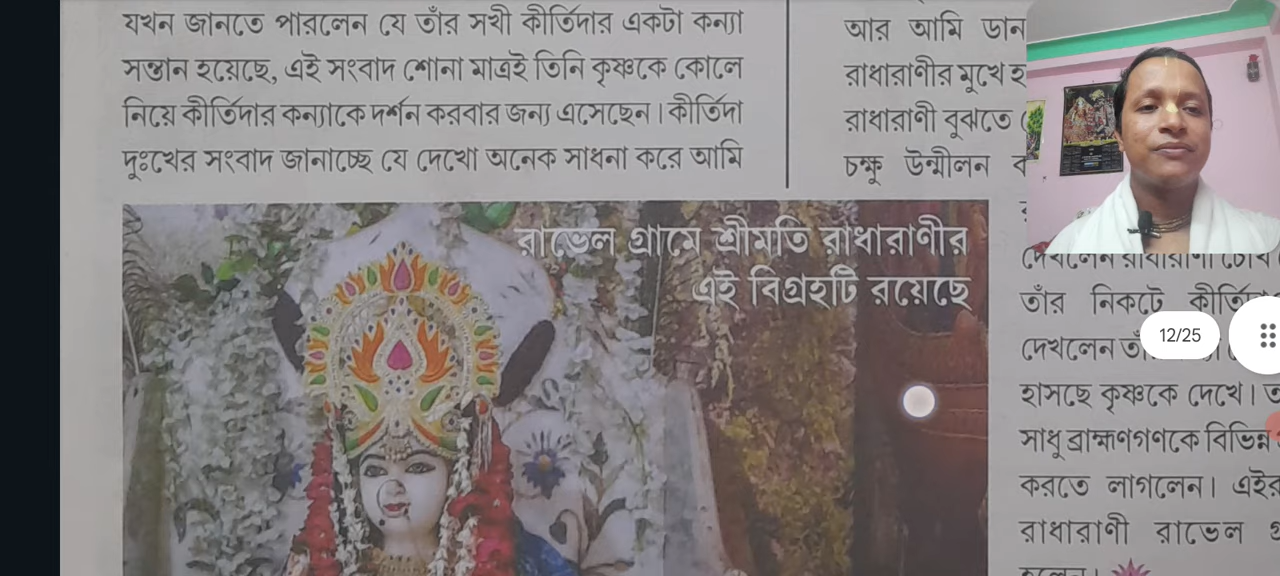 যখন জানতে পারলেন যে তাঁর সখী কীর্তিদার একটা কন্যা
সন্তান হয়েছে, এই সংবাদ শোনা মাত্রই তিনি কৃষ্ণকে কোলে
নিয়ে কীর্তিদার কন্যাকে দর্শন করবার জন্য এসেছেন। কীর্তিদা
দুঃখের সংবাদ জানাচ্ছে যে দেখো অনেক সাধনা করে আমি
রাভেল গ্রামে শ্রীমতি রাধারাণীর
এই বিগ্রহটি রয়েছে
আর আমি ডান
রাধারাণীর মুখে
রাধারাণী বুঝতে
চক্ষু উন্মীলন
দেখলেন রাধারাণী চোখ
তাঁর নিকটে
দেখলেন
হাসছে কৃষ্ণকে দেখে।
সাধু ব্রাহ্মণগণকে বিভিন্ন
করতে লাগলেন।
রাধারাণী রাভেল
হলেন।
12/25